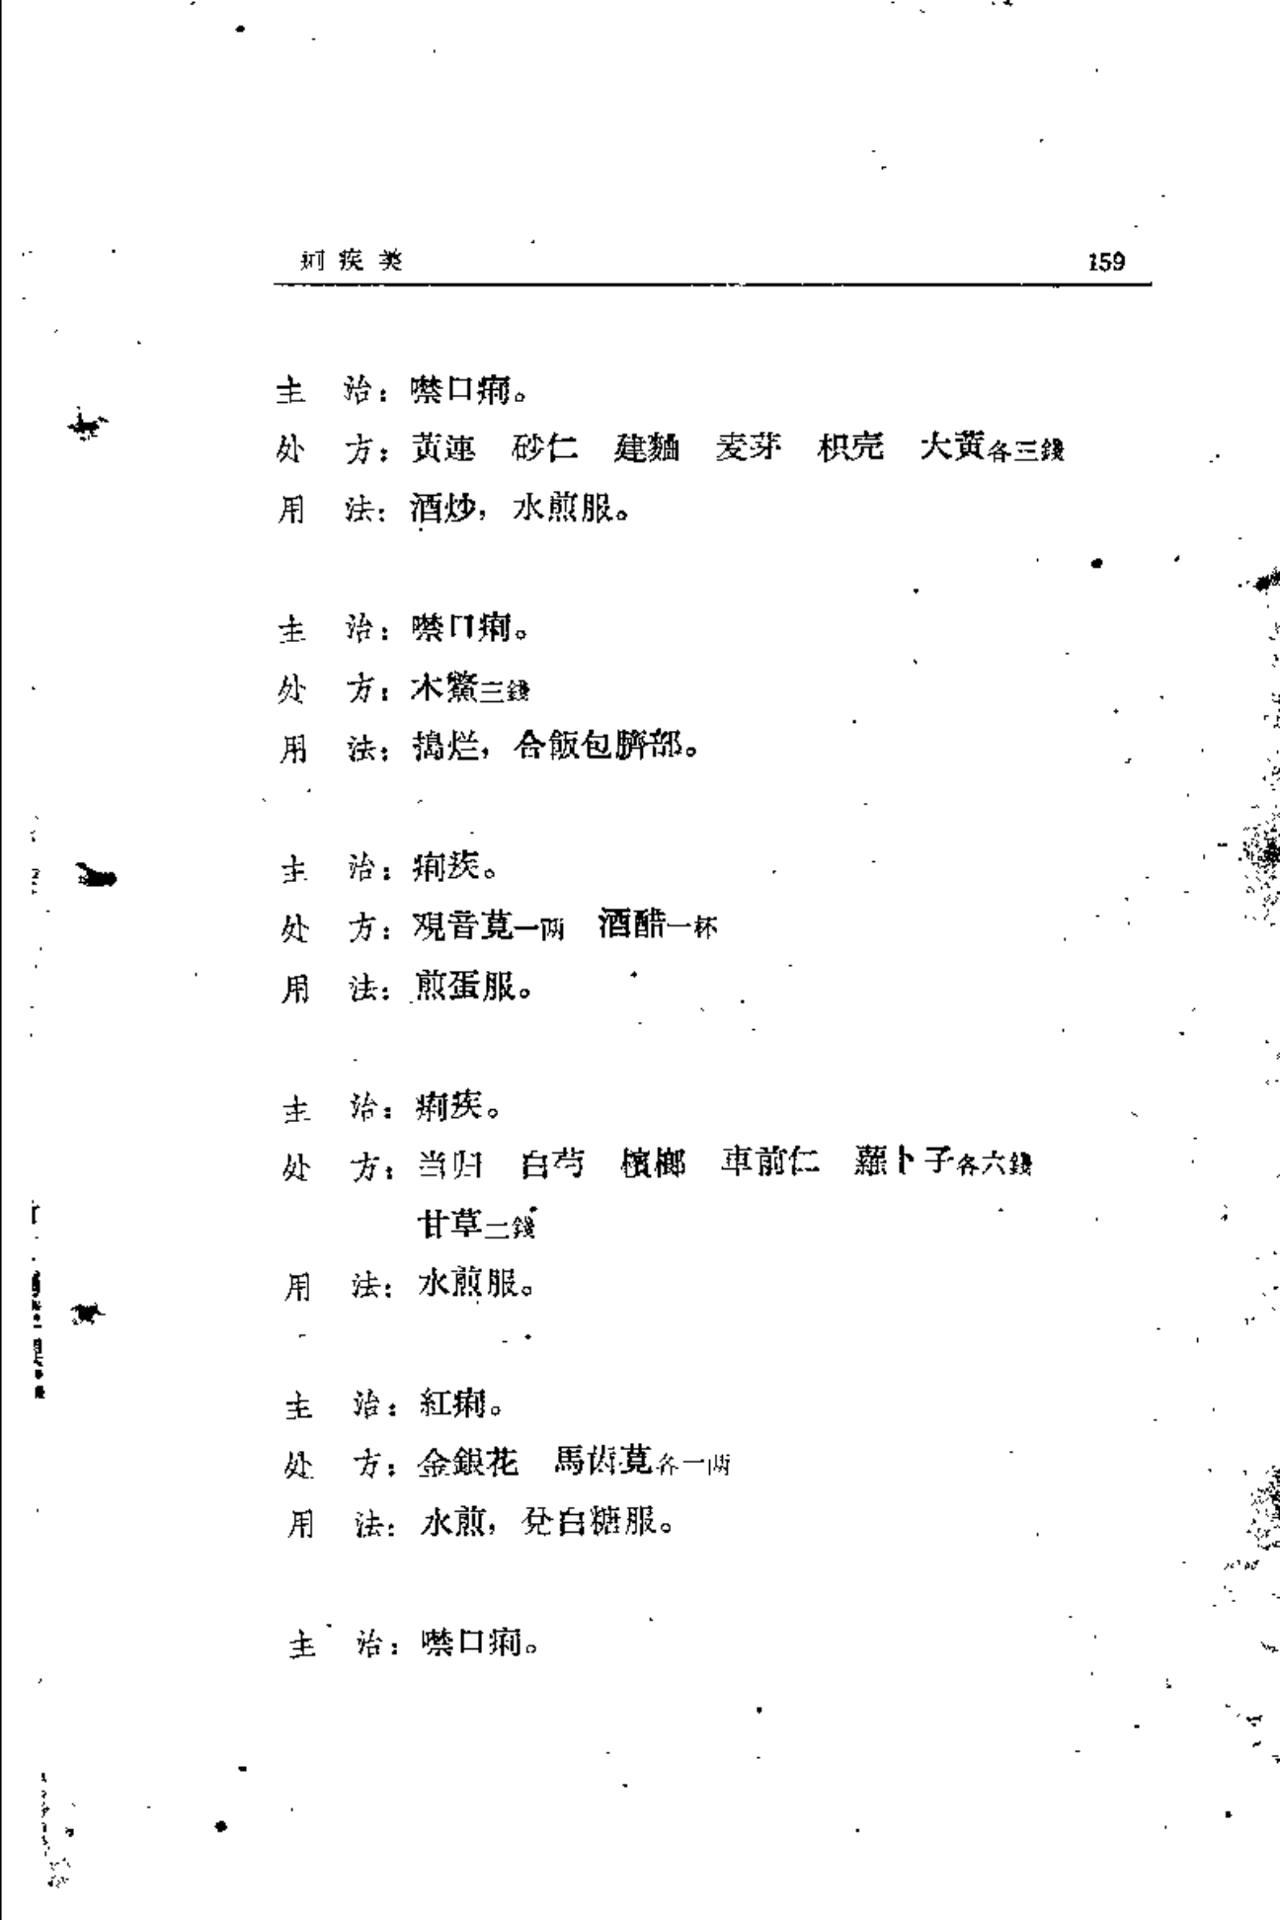 痢疾类 159
主 治：噤口痢。
处 方：黃連 砂仁 建麯 麦芽 枳壳 大黃各三錢
用 法：酒炒，水煎服。
主 治：噤口痢。
处 方：木鱉三錢
用 法：搗烂，合飯包臍部。
主 治：痢疾。
处 方：观音莧一两 酒醋一杯
用 法：煎蛋服。
主 治：痢疾。
处 方：当归 白芍 檳榔 車前仁 蘿卜子各六錢
甘草二錢
用 法：水煎服。
主 治：紅痢。
处 方：金銀花 馬齿莧各一两
用 法：水煎，兌白糖服。
主 治：噤口痢。